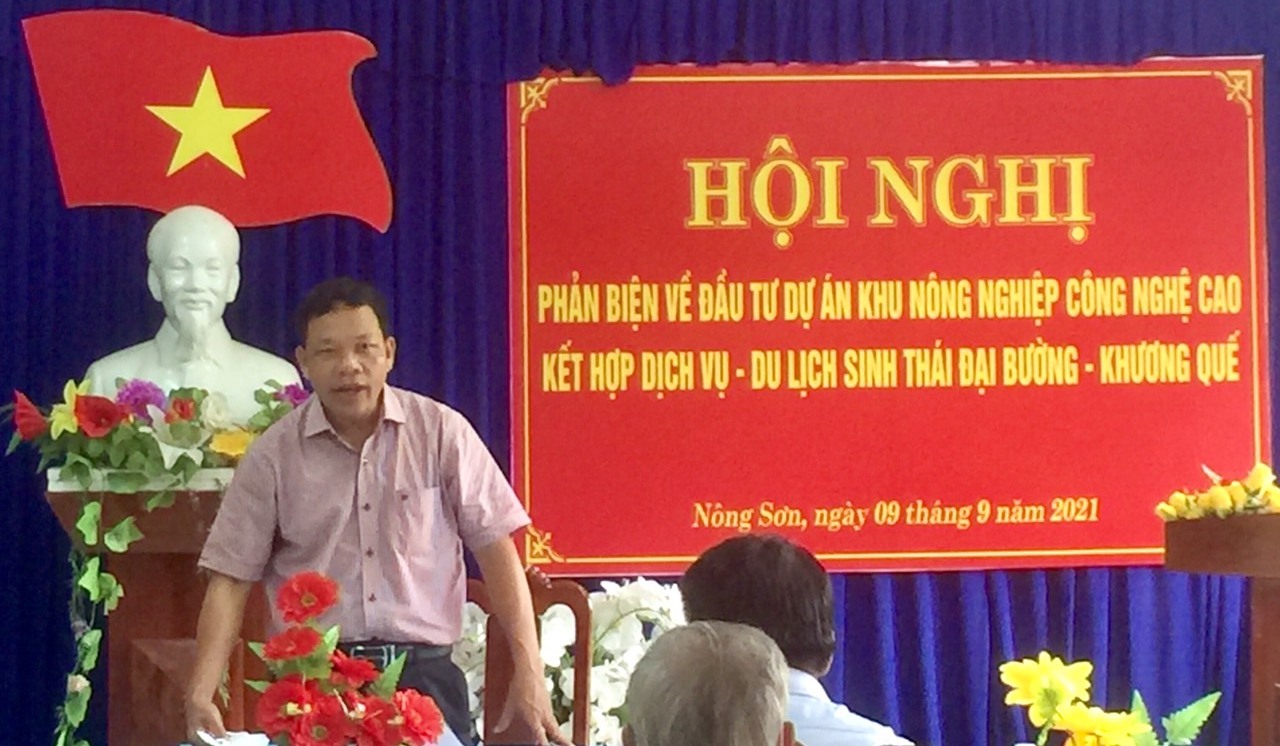 HỘI NGHỊ
PHẢN BIỆN VỀ ĐẦU TƯ DỰ ÁN KHU NÔNG NGHIỆP CÔNG NGHỆ CAO
KẾT HỢP DỊCH VỤ - DU LỊCH SINH THÁI ĐẠI BƯỜNG - KHƯƠNG QUẾ
Nông Sơn, ngày 09 tháng 9 năm 2021